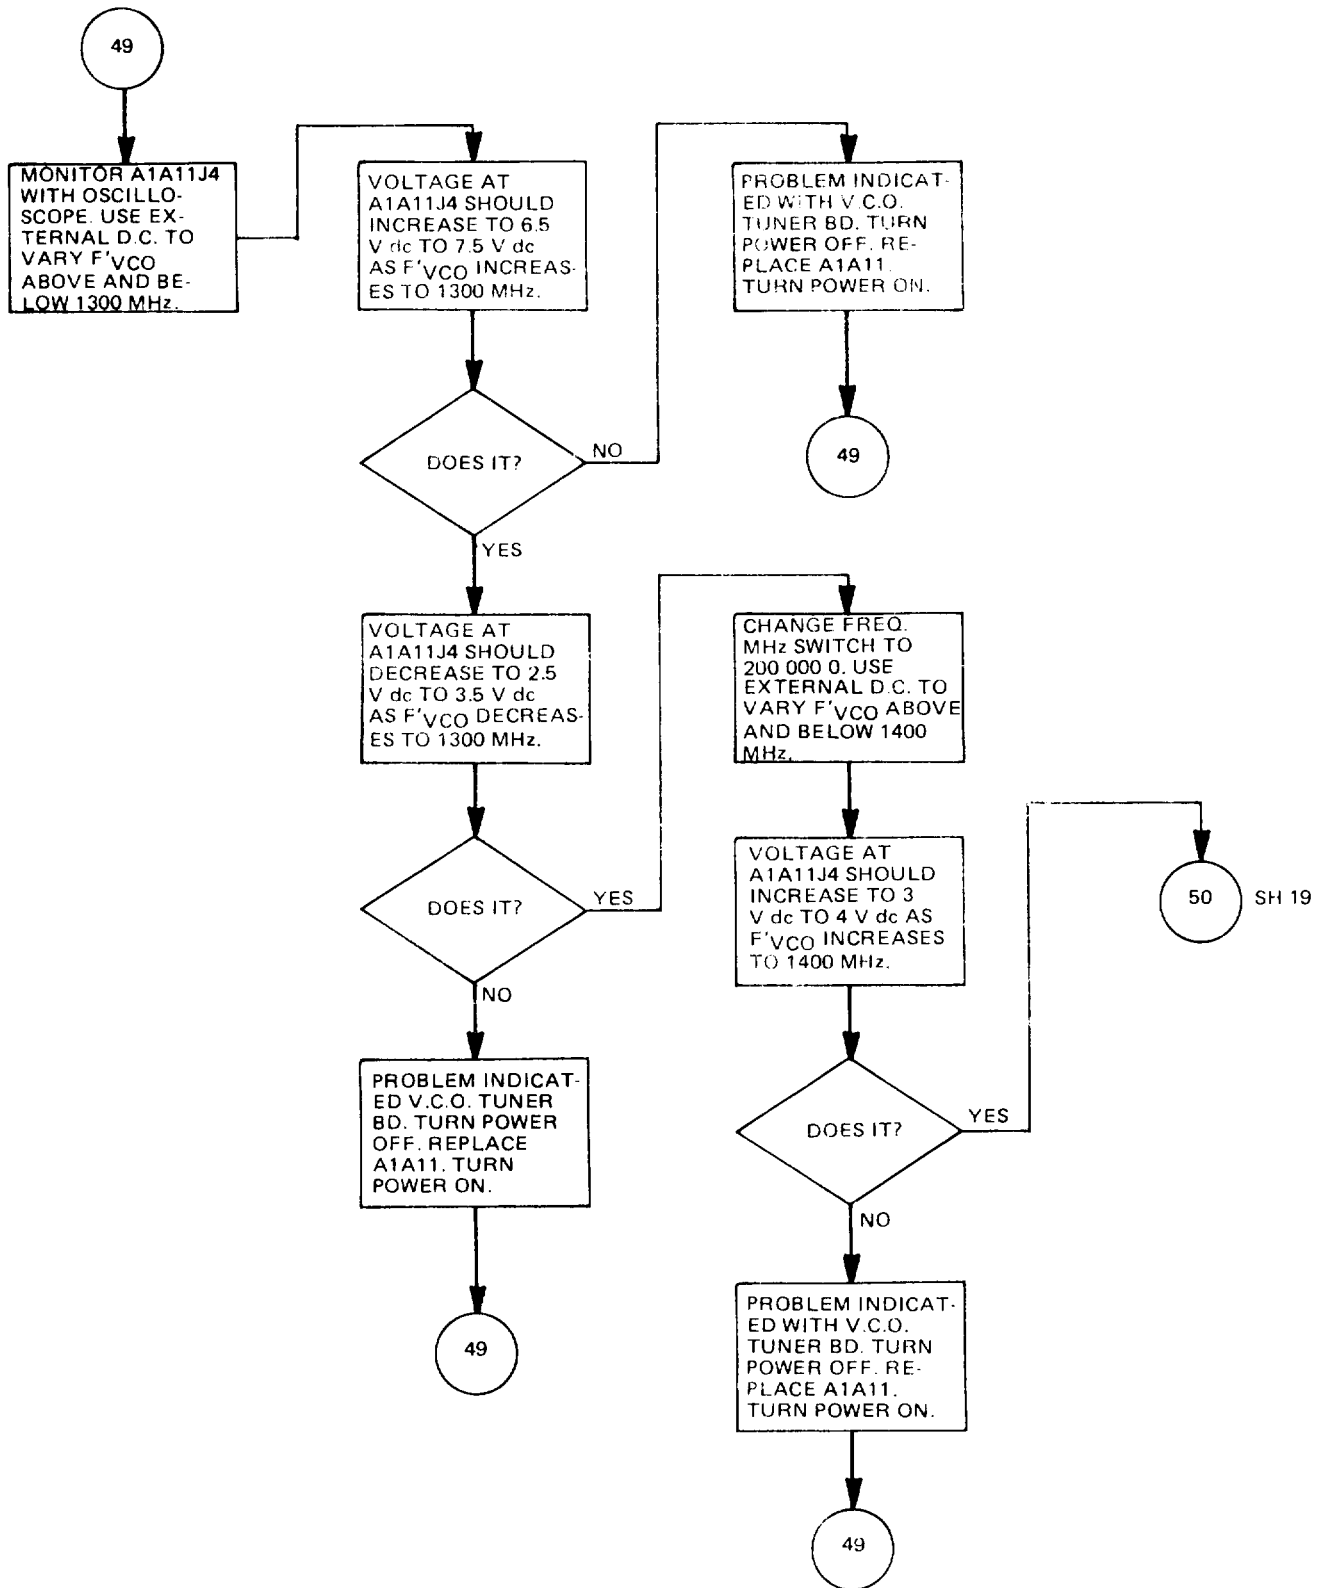 49
MONITOR A1A11J4
WITH OSCILLO-
SCOPE. USE EX-
TERNAL D.C. TO
VARY F'VCO
ABOVE AND BE-
LOW 1300 MHz.
VOLTAGE AT
A1A11J4 SHOULD
INCREASE TO 6.5
V dc TO 7.5 V dc
AS F'VCO INCREAS-
ES TO 1300 MHz.
PROBLEM INDICAT-
ED WITH V.C.O.
TUNER BD. TURN
POWER OFF. RE-
PLACE A1A11.
TURN POWER ON.
DOES IT?
NO
49
YES
VOLTAGE AT
A1A11J4 SHOULD
DECREASE TO 2.5
V dc TO 3.5 V dc
AS F'VCO DECREAS-
ES TO 1300 MHz.
CHANGE FREQ.
MHz SWITCH TO
200 000 0. USE
EXTERNAL D.C. TO
VARY F'VCO ABOVE
AND BELOW 1400
MHz.
DOES IT?
YES
VOLTAGE AT
A1A11J4 SHOULD
INCREASE TO 3
V dc TO 4 V dc AS
F'VCO INCREASES
TO 1400 MHz.
50
SH 19
NO
PROBLEM INDICAT-
ED V.C.O. TUNER
BD. TURN POWER
OFF. REPLACE
A1A11. TURN
POWER ON.
DOES IT?
YES
NO
49
PROBLEM INDICAT-
ED WITH V.C.O.
TUNER BD. TURN
POWER OFF. RE-
PLACE A1A11.
TURN POWER ON.
49